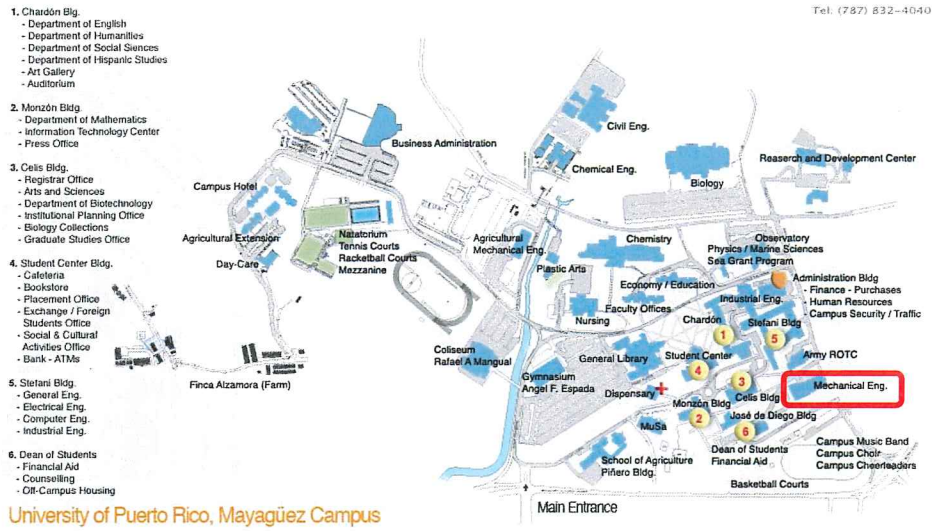 1. Chardón Blg.
- Department of English
- Department of Humanities
- Department of Social Siences
- Department of Hispanic Studies
- Art Gallery
- Auditorium
2. Monzón Bldg.
- Department of Mathematics
- Information Technology Center
- Press Office
3. Celis Bldg.
- Registrar Office
- Arts and Sciences
- Department of Biotechnology
- Institutional Planning Office
- Biology Collections
- Graduate Studies Office
4. Student Center Bldg.
- Cafeteria
- Bookstore
- Placement Office
- Exchange / Foreign
Students Office
- Social & Cultural
Activities Office
- Bank - ATMs
5. Stefani Bldg.
- General Eng.
- Electrical Eng.
- Computer Eng.
- Industrial Eng.
6. Dean of Students
- Financial Aid
- Counselling
- Off-Campus Housing
University of Puerto Rico, Mayagüez Campus
Tel. (787) 832-4040
Civil Eng.
Business Administration
Chemical Eng.
Reaserch and Development Center
Biology
Campus Hotel
Agricultural Extension
Day-Care
Natatorium
Tennis Courts
Racketball Courts
Mezzanine
Agricultural
Mechanical Eng.
Plastic Arts
Chemistry
Observatory
Physics / Marine Sciences
Sea Grant Program
Economy / Education
Administration Bldg
- Finance - Purchases
- Human Resources
- Campus Security / Traffic
Industrial Eng.
Faculty Offices
Nursing
Chardón
1
Stefani Bldg
5
Coliseum
Rafael A Mangual
General Library
Student Center
4
Army ROTC
Finca Alzamora (Farm)
Gymnasium
Angel F. Espada
Dispensary
3
Celis Bldg
Mechanical Eng.
Monzón Bldg
2
José de Diego Bldg
MuSa
6
Dean of Students
Financial Aid
School of Agriculture
Piñero Bldg.
Campus Music Band
Campus Choir
Campus Cheerleaders
Basketball Courts
Main Entrance